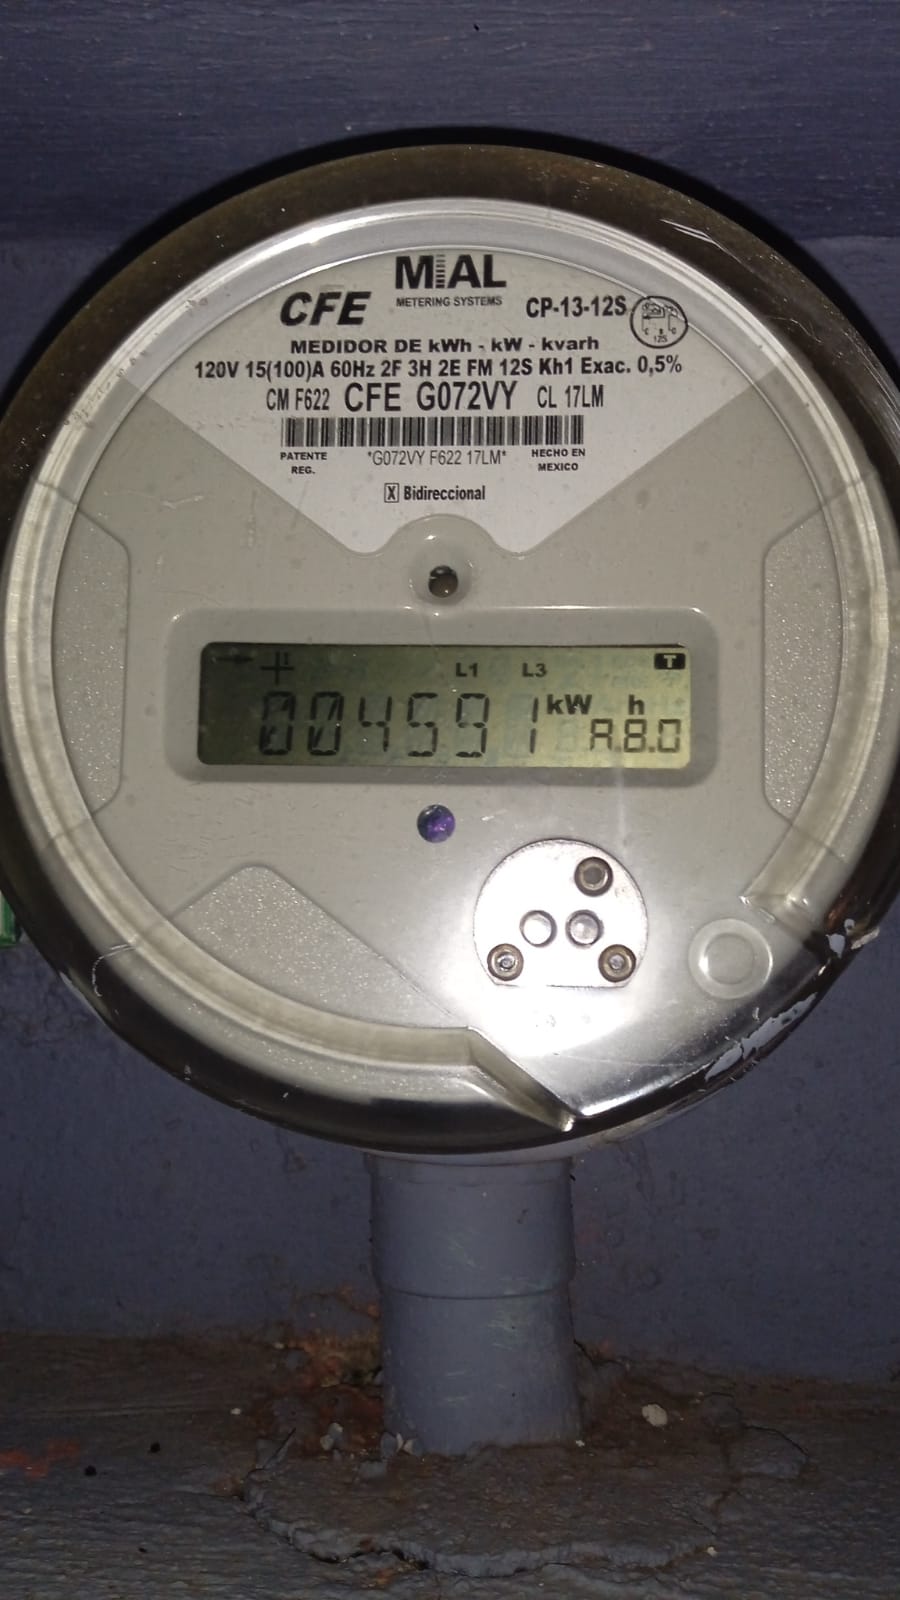 MIAL
METERING SYSTEMS
CFE
CP-13-12S
MEDIDOR DE kWh - kW - kvarh
120V 15(100)A 60Hz 2F 3H 2E FM 12S Kh1 Exac. 0,5%
CM F622 CFE G072VY CL 17LM
PATENTE REG.
*G072VY F622 17LM*
HECHO EN MEXICO
X Bidireccional
L1 L3 T
004591 kW h
A.8.0